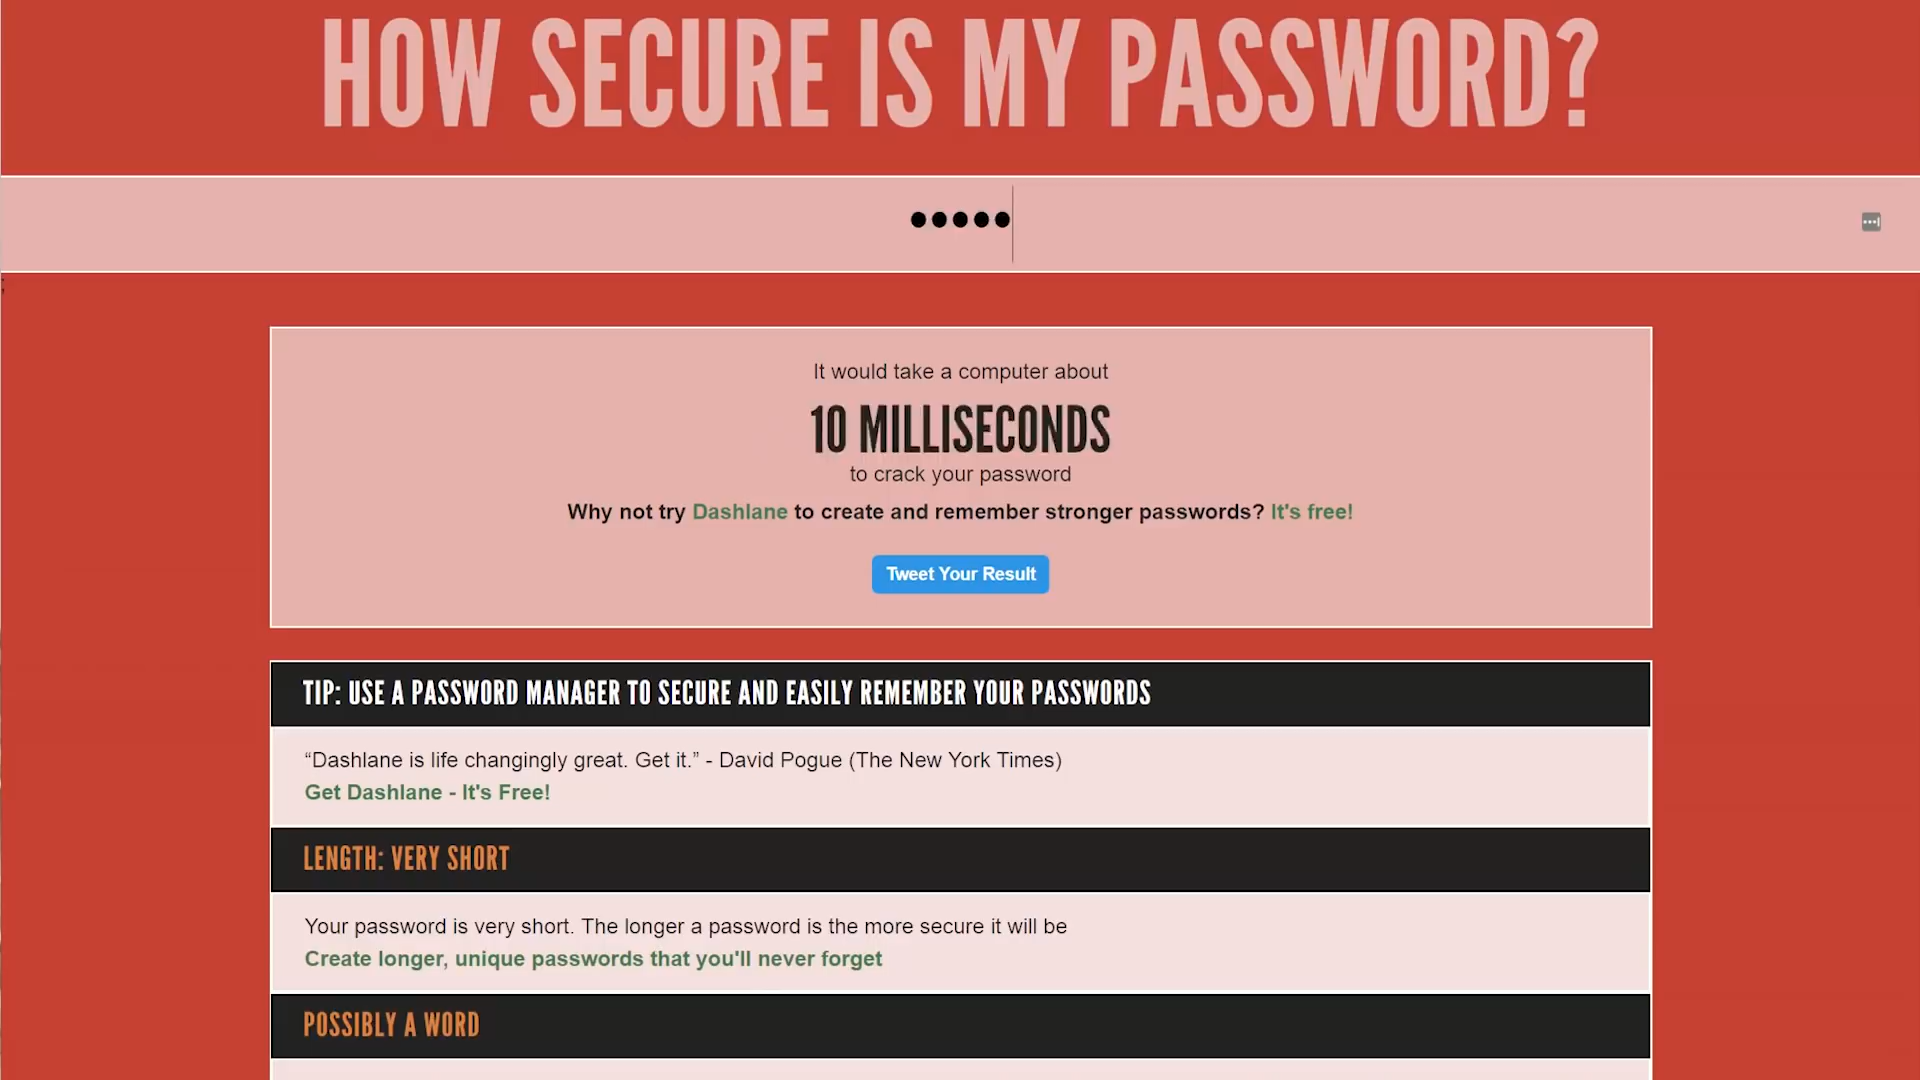 HOW SECURE IS MY PASSWORD?
•••••
;
It would take a computer about
10 MILLISECONDS
to crack your password
Why not try Dashlane to create and remember stronger passwords? It's free!
Tweet Your Result
TIP: USE A PASSWORD MANAGER TO SECURE AND EASILY REMEMBER YOUR PASSWORDS
“Dashlane is life changingly great. Get it.” - David Pogue (The New York Times)
Get Dashlane - It's Free!
LENGTH: VERY SHORT
Your password is very short. The longer a password is the more secure it will be
Create longer, unique passwords that you'll never forget
POSSIBLY A WORD